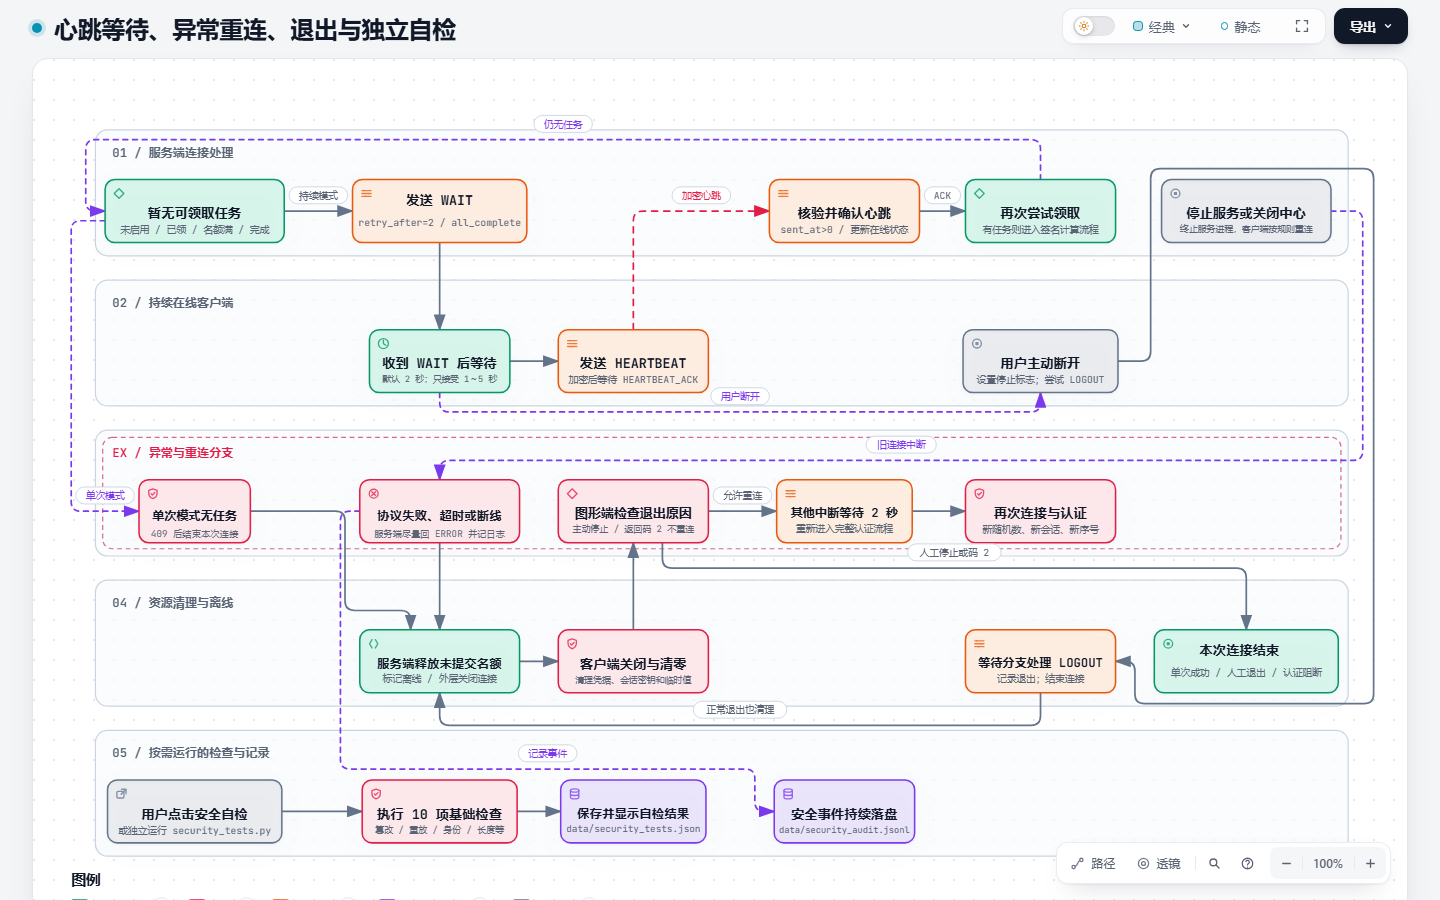 心跳等待、异常重连、退出与独立自检
经典
静态
导出
仍无任务
01 / 服务端连接处理
暂无可领取任务
未启用 / 已领 / 名额满 / 完成
持续模式
发送 WAIT
retry_after=2 / all_complete
加密心跳
核验并确认心跳
sent_at>0 / 更新在线状态
ACK
再次尝试领取
有任务则进入签名计算流程
停止服务或关闭中心
终止服务进程，客户端按规则重连
02 / 持续在线客户端
收到 WAIT 后等待
默认 2 秒；只接受 1~5 秒
发送 HEARTBEAT
加密后等待 HEARTBEAT_ACK
用户主动断开
设置停止标志；尝试 LOGOUT
用户断开
EX / 异常与重连分支
旧连接中断
单次模式
单次模式无任务
409 后结束本次连接
协议失败、超时或断线
服务端尽量回 ERROR 并记日志
图形端检查退出原因
主动停止 / 返回码 2 不重连
允许重连
其他中断等待 2 秒
重新进入完整认证流程
再次连接与认证
新随机数、新会话、新序号
人工停止或码 2
04 / 资源清理与离线
服务端释放未提交名额
标记离线 / 外层关闭连接
客户端关闭与清零
清理凭据、会话密钥和临时值
等待分支处理 LOGOUT
记录退出；结束连接
本次连接结束
单次成功 / 人工退出 / 认证阻断
正常退出也清理
05 / 按需运行的检查与记录
记录事件
用户点击安全自检
或独立运行 security_tests.py
执行 10 项基础检查
篡改 / 重放 / 身份 / 长度等
保存并显示自检结果
data/security_tests.json
安全事件持续落盘
data/security_audit.jsonl
图例
路径
透镜
100%